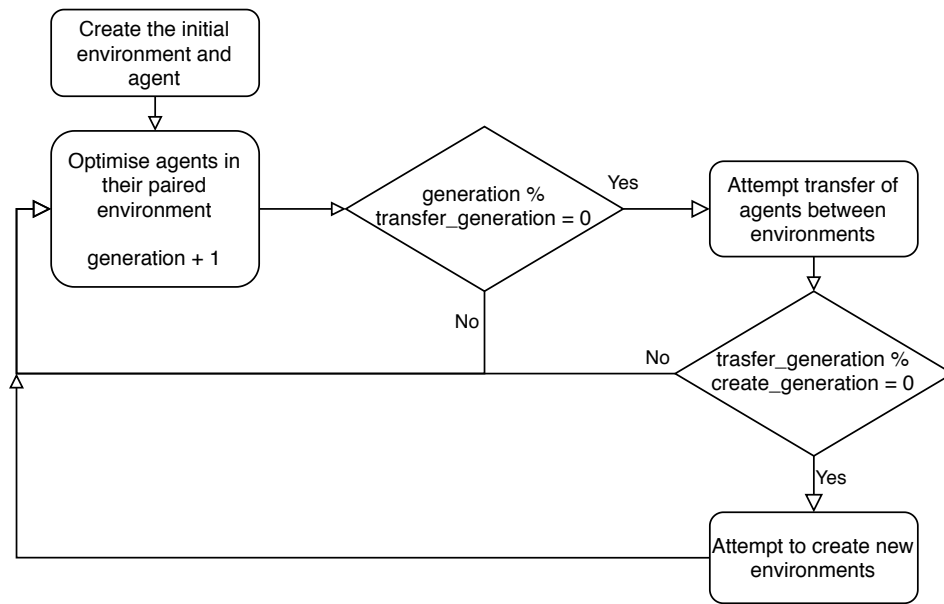 Create the initial
environment and
agent
Optimise agents in
their paired
environment
generation + 1
generation %
transfer_generation = 0
Yes
Attempt transfer of
agents between
environments
No
No
trasfer_generation %
create_generation = 0
Yes
Attempt to create new
environments